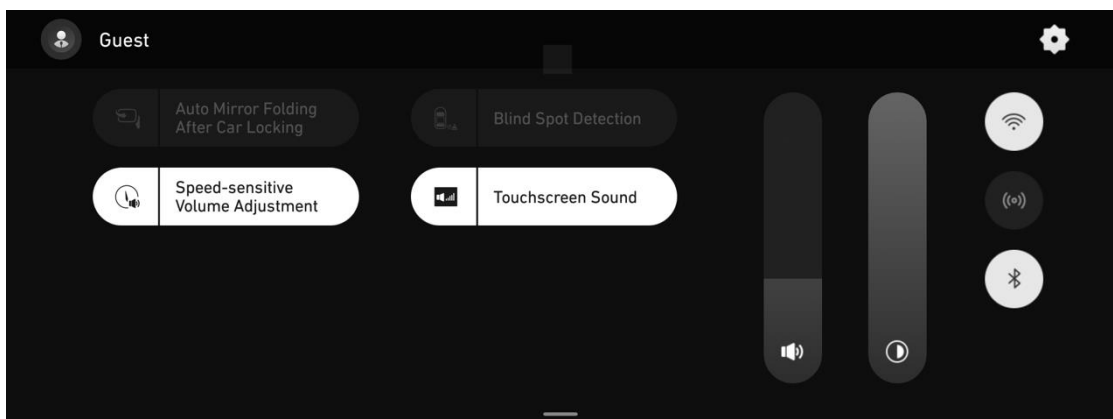 Guest
Auto Mirror Folding
After Car Locking
Blind Spot Detection
Speed-sensitive
Volume Adjustment
Touchscreen Sound